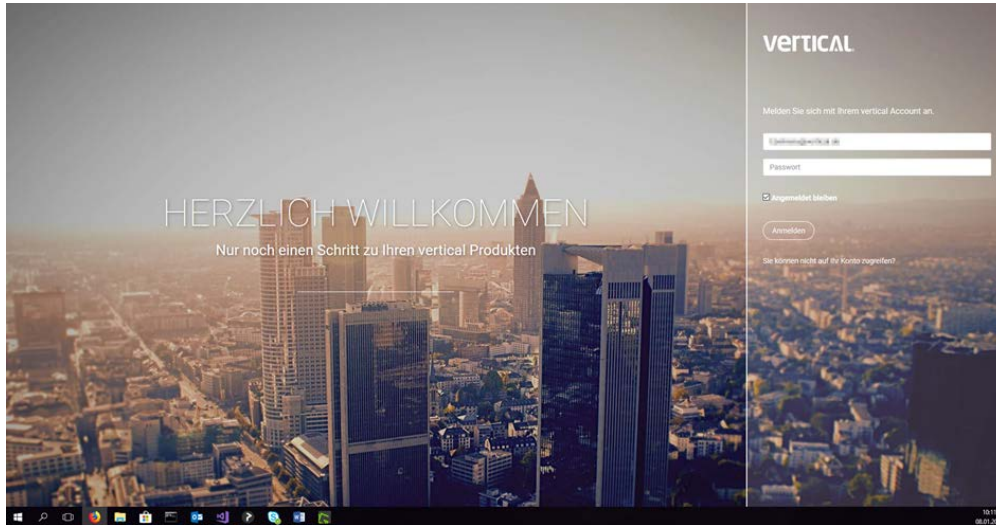 vertical
Melden Sie sich mit Ihrem vertical Account an.
Passwort
Angemeldet bleiben
Anmelden
Sie können nicht auf Ihr Konto zugreifen?
HERZLICH WILLKOMMEN
Nur noch einen Schritt zu Ihren vertical Produkten